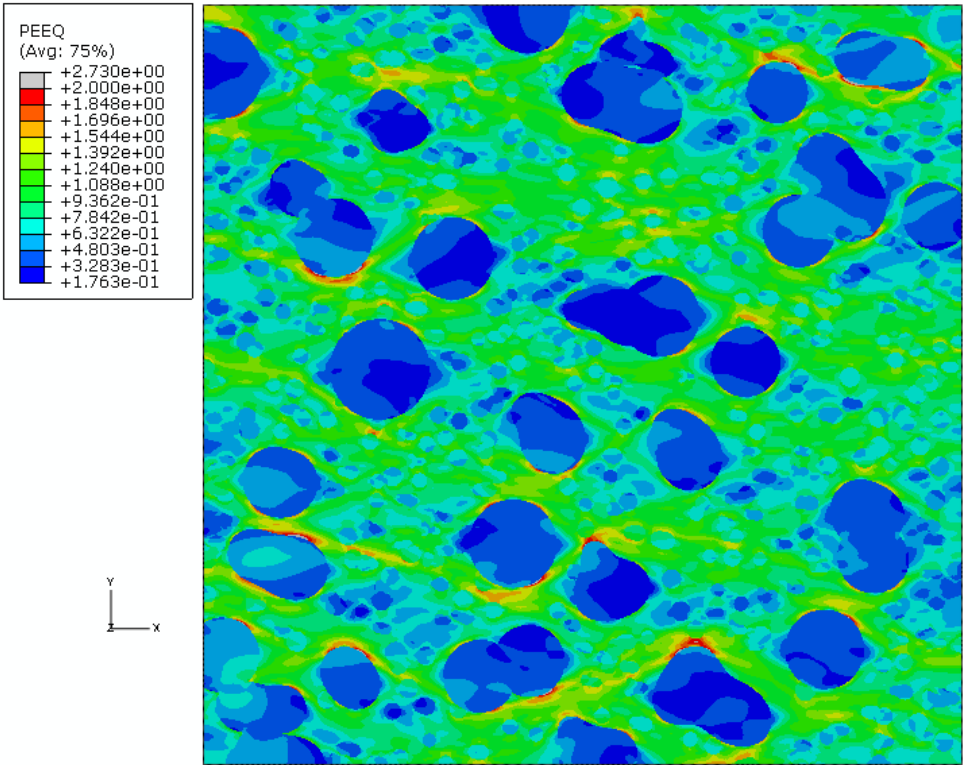 PEEQ
(Avg: 75%)
+2.730e+00
+2.000e+00
+1.848e+00
+1.696e+00
+1.544e+00
+1.392e+00
+1.240e+00
+1.088e+00
+9.362e-01
+7.842e-01
+6.322e-01
+4.803e-01
+3.283e-01
+1.763e-01
Y
Z X